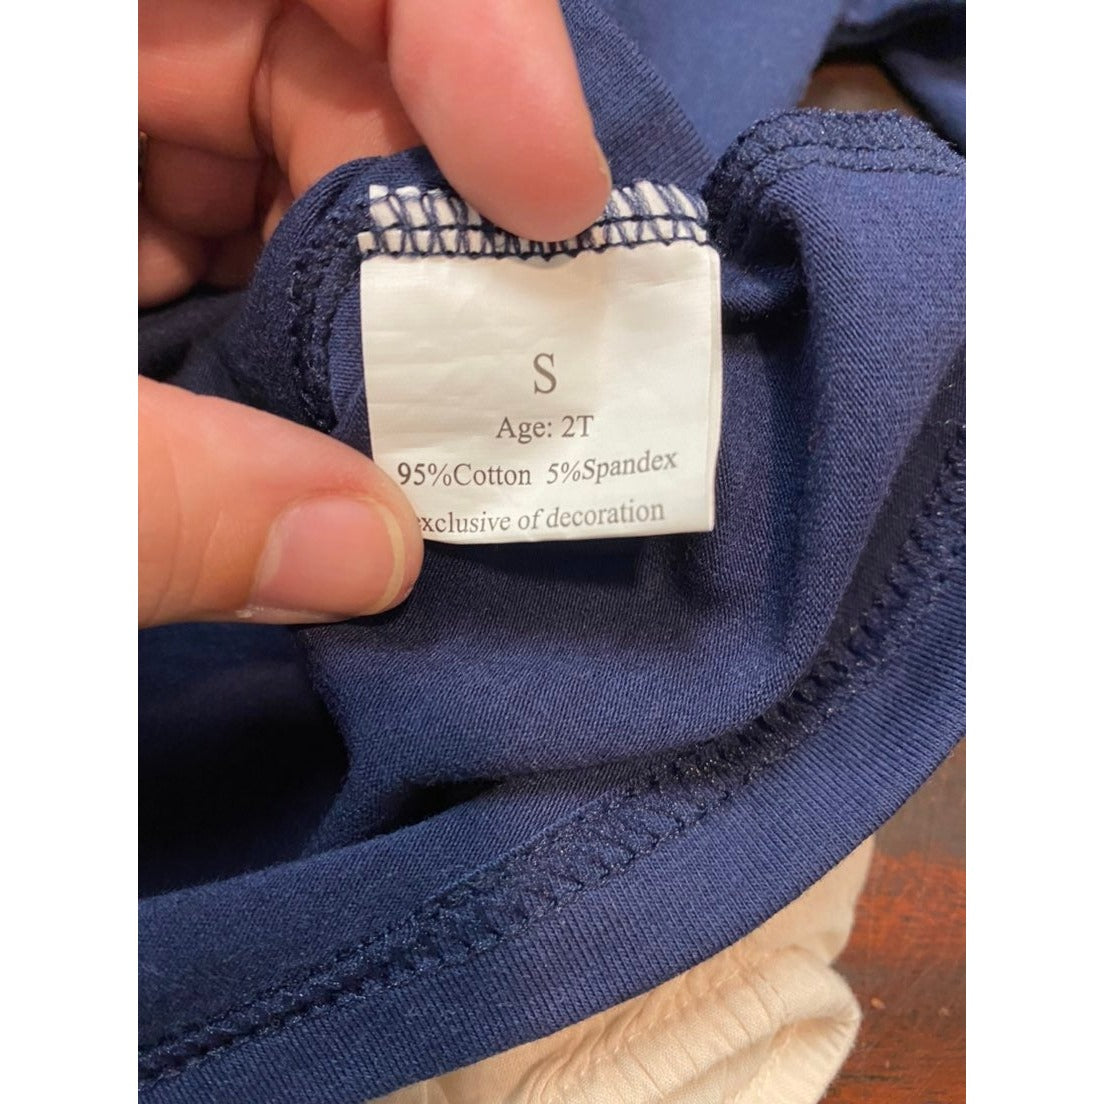 S
Age: 2T
95%Cotton 5%Spandex
exclusive of decoration